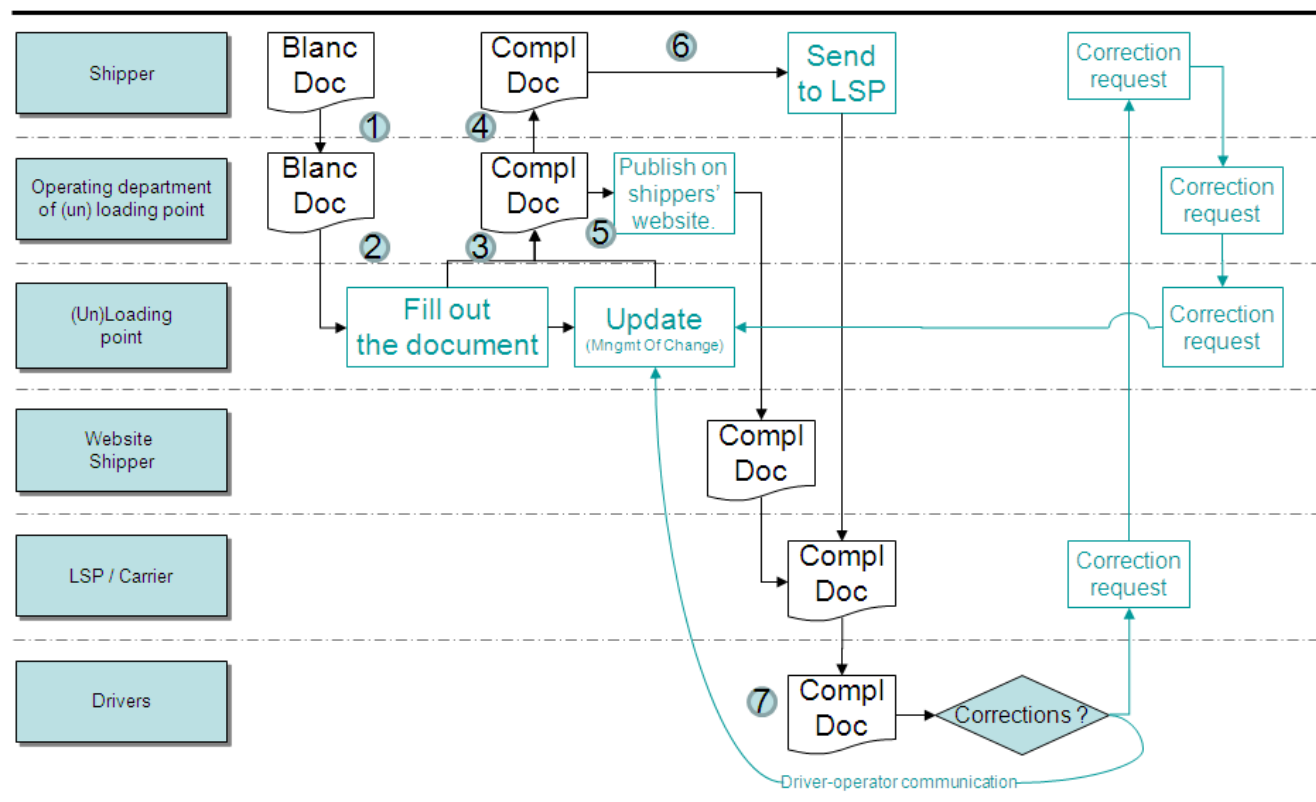 Shipper
Blanc
Doc
Compl
Doc
6
Send
to LSP
Correction
request
1
4
Operating department
of (un) loading point
Blanc
Doc
Compl
Doc
Publish on
shippers'
website.
Correction
request
2
3
5
(Un)Loading
point
Fill out
the document
Update
(Mngmt Of Change)
Correction
request
Website
Shipper
Compl
Doc
LSP / Carrier
Compl
Doc
Correction
request
Drivers
7
Compl
Doc
Corrections ?
Driver-operator communication